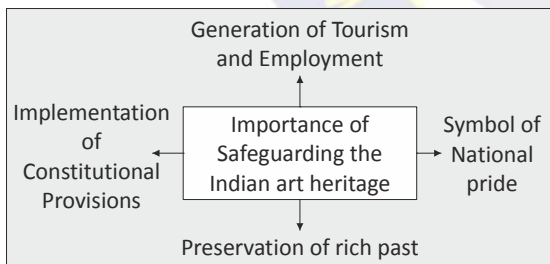 Generation of Tourism
and Employment
Implementation
of
Constitutional
Provisions
Importance of
Safeguarding the
Indian art heritage
Symbol of
National
pride
Preservation of rich past